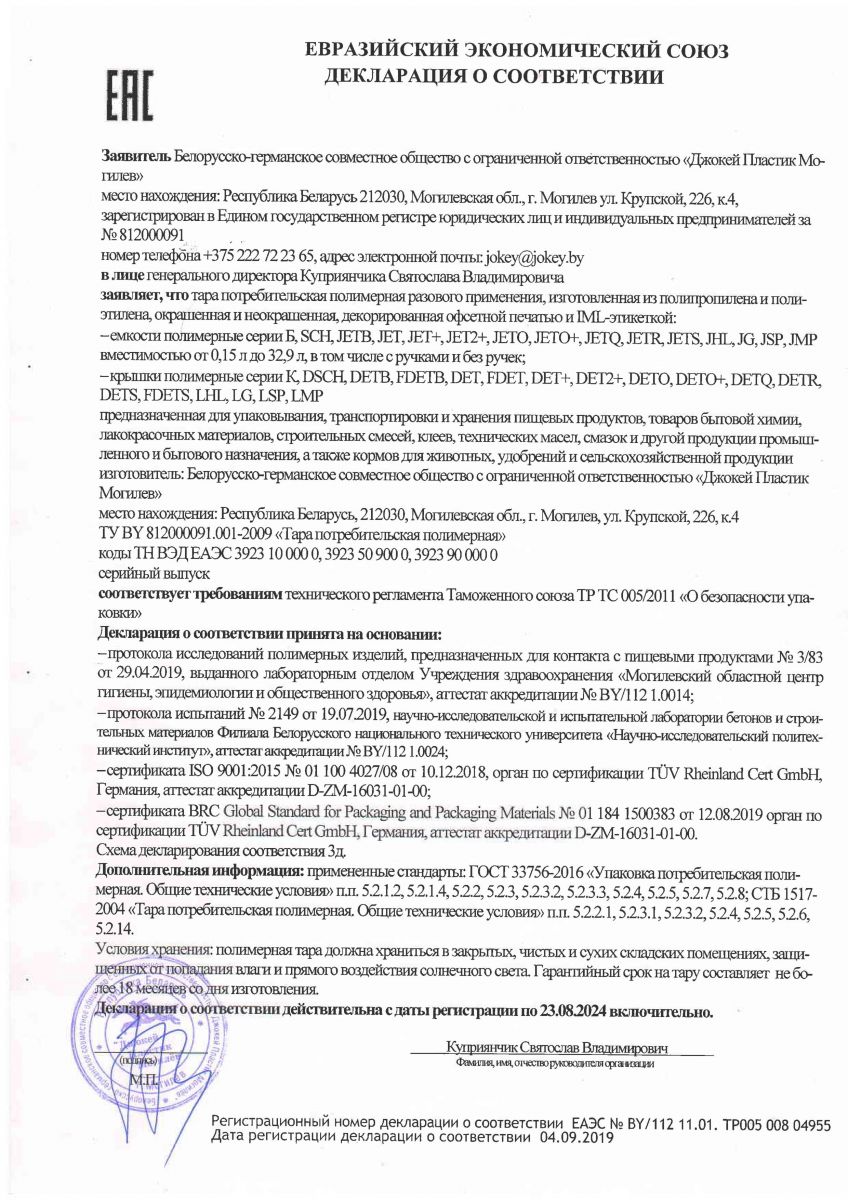 ЕВРАЗИЙСКИЙ ЭКОНОМИЧЕСКИЙ СОЮЗ
ДЕКЛАРАЦИЯ О СООТВЕТСТВИИ
EAC
Заявитель Белорусско-германское совместное общество с ограниченной ответственностью «Джокей Пластик Мо-
гилев»
место нахождения: Республика Беларусь 212030, Могилевская обл., г. Могилев ул. Крупской, 226, к.4,
зарегистрирован в Едином государственном регистре юридических лиц и индивидуальных предпринимателей за
№ 812000091
номер телефона +375 222 72 23 65, адрес электронной почты: jokey@jokey.by
в лице генерального директора Куприянчика Святослава Владимировича
заявляет, что тара потребительская полимерная разового применения, изготовленная из полипропилена и поли-
этилена, окрашенная и неокрашенная, декорированная офсетной печатью и IML-этикеткой:
–емкости полимерные серии Б, SCH, JETB, JET, JET+, JET2+, JETO, JETO+, JETQ, JETR, JETS, JHL, JG, JSP, JMP
вместимостью от 0,15 л до 32,9 л, в том числе с ручками и без ручек;
–крышки полимерные серии К, DSCH, DETB, FDETB, DET, FDET, DET+, DET2+, DETO, DETO+, DETQ, DETR,
DETS, FDETS, LHL, LG, LSP, LMP
предназначенная для упаковывания, транспортировки и хранения пищевых продуктов, товаров бытовой химии,
лакокрасочных материалов, строительных смесей, клеев, технических масел, смазок и другой продукции промыш-
ленного и бытового назначения, а также кормов для животных, удобрений и сельскохозяйственной продукции
изготовитель: Белорусско-германское совместное общество с ограниченной ответственностью «Джокей Пластик
Могилев»
место нахождения: Республика Беларусь, 212030, Могилевская обл., г. Могилев, ул. Крупской, 226, к.4
ТУ BY 812000091.001-2009 «Тара потребительская полимерная»
коды ТН ВЭД ЕАЭС 3923 10 000 0, 3923 50 900 0, 3923 90 000 0
серийный выпуск
соответствует требованиям технического регламента Таможенного союза ТР ТС 005/2011 «О безопасности упа-
ковки»
Декларация о соответствии принята на основании:
–протокола исследований полимерных изделий, предназначенных для контакта с пищевыми продуктами № 3/83
от 29.04.2019, выданного лабораторным отделом Учреждения здравоохранения «Могилевский областной центр
гигиены, эпидемиологии и общественного здоровья», аттестат аккредитации № BY/112 1.0014;
–протокола испытаний № 2149 от 19.07.2019, научно-исследовательской и испытательной лаборатории бетонов и строи-
тельных материалов Филиала Белорусского национального технического университета «Научно-исследовательский политех-
нический институт», аттестат аккредитации № BY/112 1.0024;
–сертификата ISO 9001:2015 № 01 100 4027/08 от 10.12.2018, орган по сертификации TÜV Rheinland Cert GmbH,
Германия, аттестат аккредитации D-ZM-16031-01-00;
–сертификата BRC Global Standard for Packaging and Packaging Materials № 01 184 1500383 от 12.08.2019 орган по
сертификации TÜV Rheinland Cert GmbH, Германия, аттестат аккредитации D-ZM-16031-01-00.
Схема декларирования соответствия 3д.
Дополнительная информация: примененные стандарты: ГОСТ 33756-2016 «Упаковка потребительская поли-
мерная. Общие технические условия» п.п. 5.2.1.2, 5.2.1.4, 5.2.2, 5.2.3, 5.2.3.2, 5.2.3.3, 5.2.4, 5.2.5, 5.2.7, 5.2.8; СТБ 1517-
2004 «Тара потребительская полимерная. Общие технические условия» п.п. 5.2.2.1, 5.2.3.1, 5.2.3.2, 5.2.4, 5.2.5, 5.2.6,
5.2.14.
Условия хранения: полимерная тара должна храниться в закрытых, чистых и сухих складских помещениях, защи-
щенных от попадания влаги и прямого воздействия солнечного света. Гарантийный срок на тару составляет не бо-
лее 18 месяцев со дня изготовления.
Декларация о соответствии действительна с даты регистрации по 23.08.2024 включительно.
Республика Беларусь
"Джокей
Пластик
Могилев"
г. Могилев
(подпись)
М.П.
Куприянчик Святослав Владимирович
Фамилия, имя, отчество руководителя организации
Регистрационный номер декларации о соответствии ЕАЭС № BY/112 11.01. ТР005 008 04955
Дата регистрации декларации о соответствии 04.09.2019